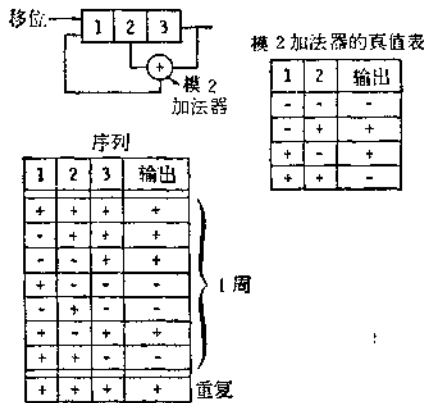 移位
1 2 3
+
模 2
加法器
模 2 加法器的真值表
1 2 输出
- - -
- + +
+ - +
+ + -
序列
1 2 3 输出
+ + + +
- + + +
- - + +
+ - - -
- + - -
+ - + +
+ + - -
1 周
+ + + + 重复